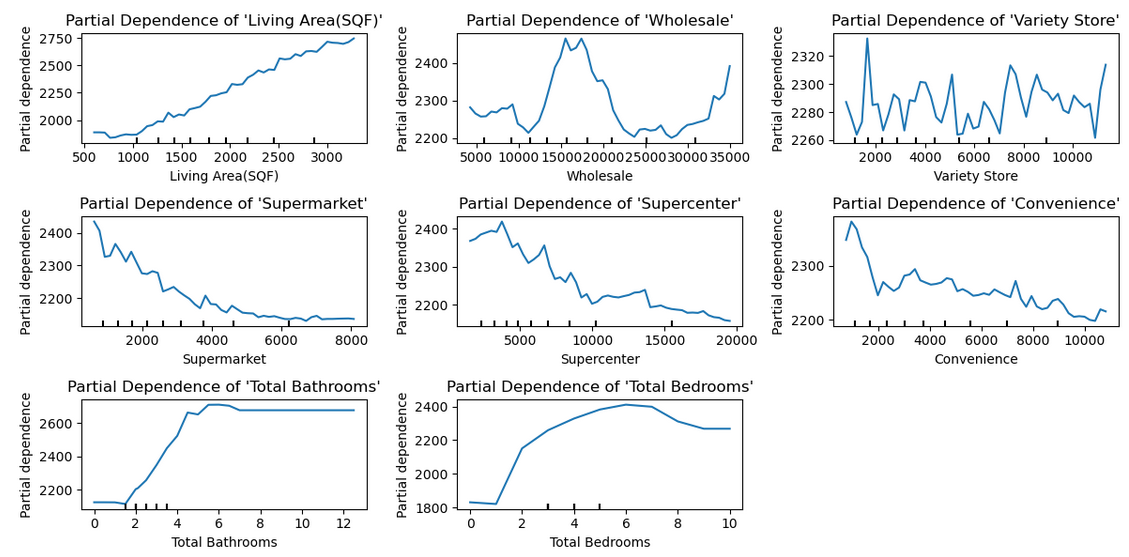 Partial Dependence of 'Living Area(SQF)'
Partial dependence
2750
2500
2250
2000
500 1000 1500 2000 2500 3000
Living Area(SQF)
Partial Dependence of 'Wholesale'
Partial dependence
2400
2300
2200
5000 10000 15000 20000 25000 30000 35000
Wholesale
Partial Dependence of 'Variety Store'
Partial dependence
2320
2300
2280
2260
2000 4000 6000 8000 10000
Variety Store
Partial Dependence of 'Supermarket'
Partial dependence
2400
2300
2200
2000 4000 6000 8000
Supermarket
Partial Dependence of 'Supercenter'
Partial dependence
2400
2300
2200
5000 10000 15000 20000
Supercenter
Partial Dependence of 'Convenience'
Partial dependence
2300
2200
2000 4000 6000 8000 10000
Convenience
Partial Dependence of 'Total Bathrooms'
Partial dependence
2600
2400
2200
0 2 4 6 8 10 12
Total Bathrooms
Partial Dependence of 'Total Bedrooms'
Partial dependence
2400
2200
2000
1800
0 2 4 6 8 10
Total Bedrooms